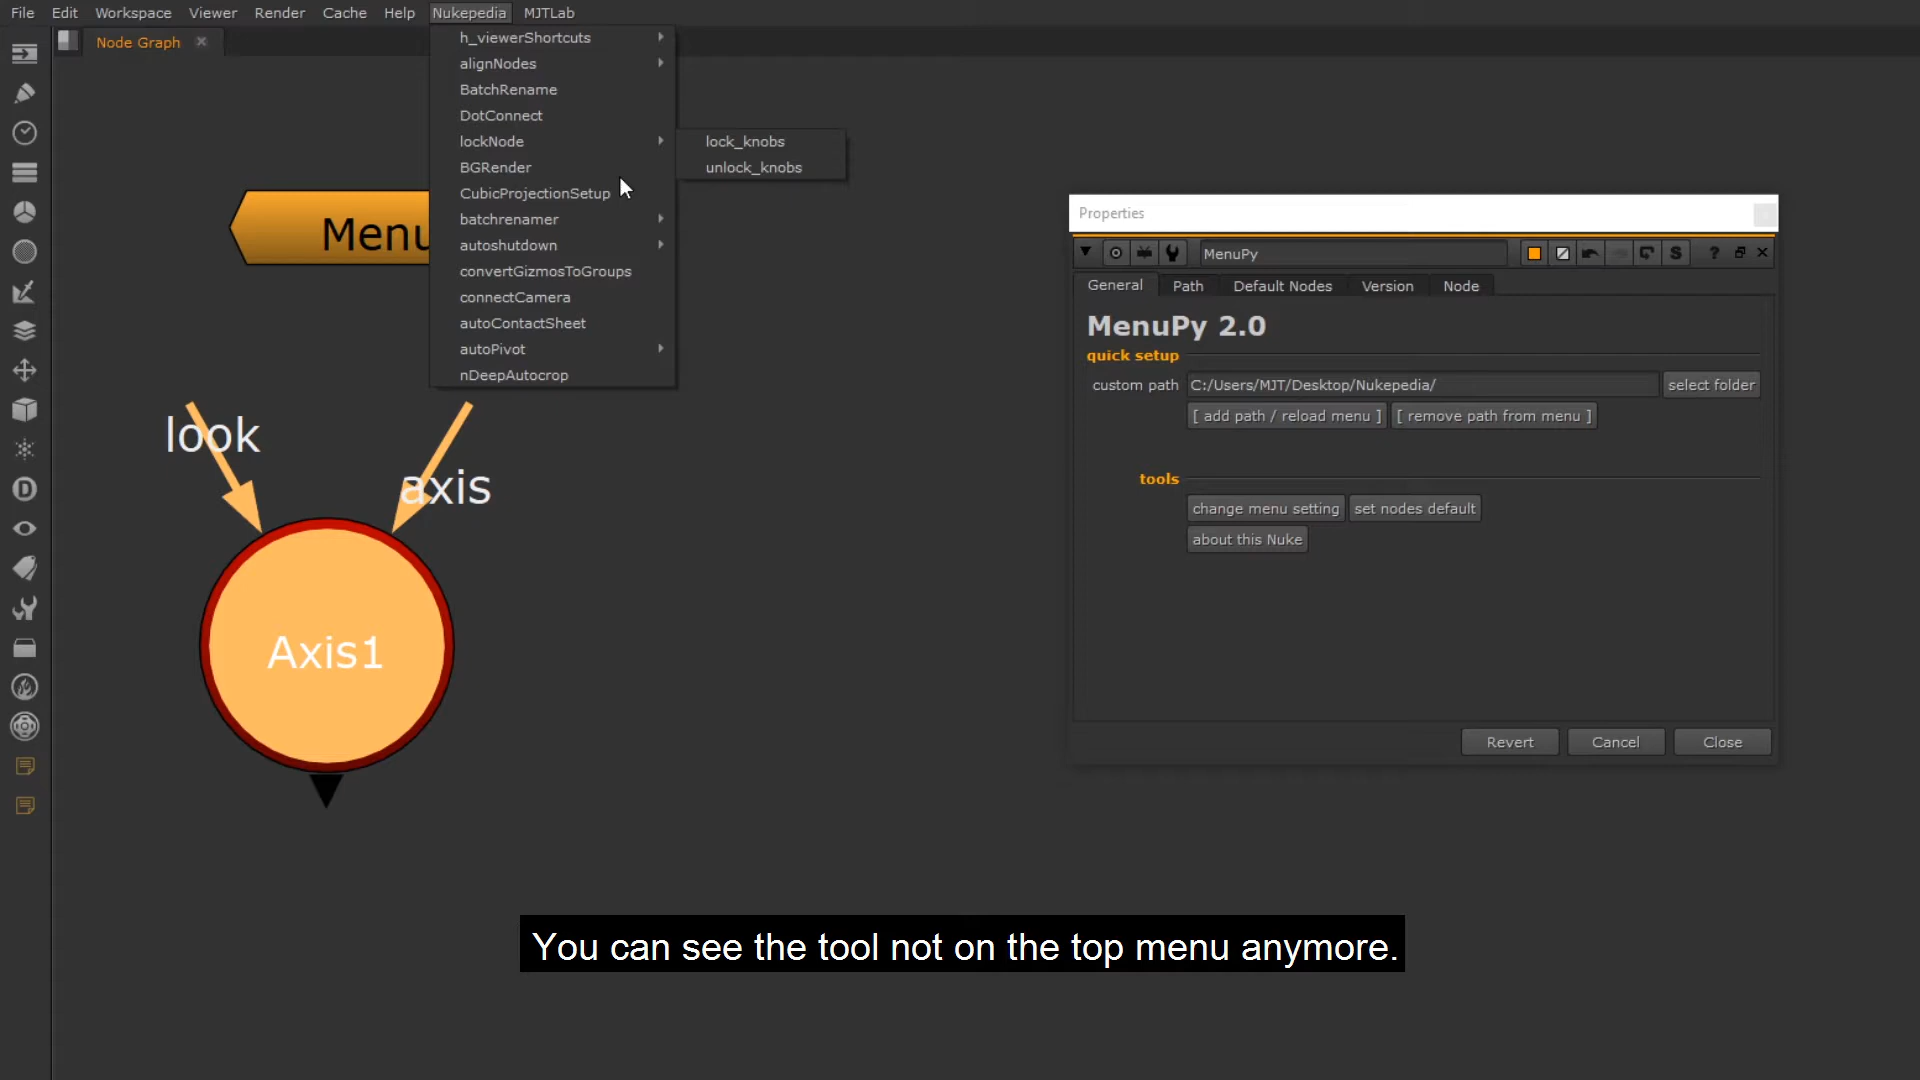 File Edit Workspace Viewer Render Cache Help Nukepedia MJTLab
Node Graph
h_viewerShortcuts
alignNodes
BatchRename
DotConnect
lockNode
lock_knobs
BGRender
unlock_knobs
CubicProjectionSetup
batchrenamer
autoshutdown
convertGizmosToGroups
connectCamera
autoContactSheet
autoPivot
nDeepAutocrop
Menu
look
axis
Axis1
Properties
MenuPy
S ?
General Path Default Nodes Version Node
MenuPy 2.0
quick setup
custom path C:/Users/MJT/Desktop/Nukepedia/ select folder
[ add path / reload menu ] [ remove path from menu ]
tools
change menu setting set nodes default
about this Nuke
Revert Cancel Close
You can see the tool not on the top menu anymore.